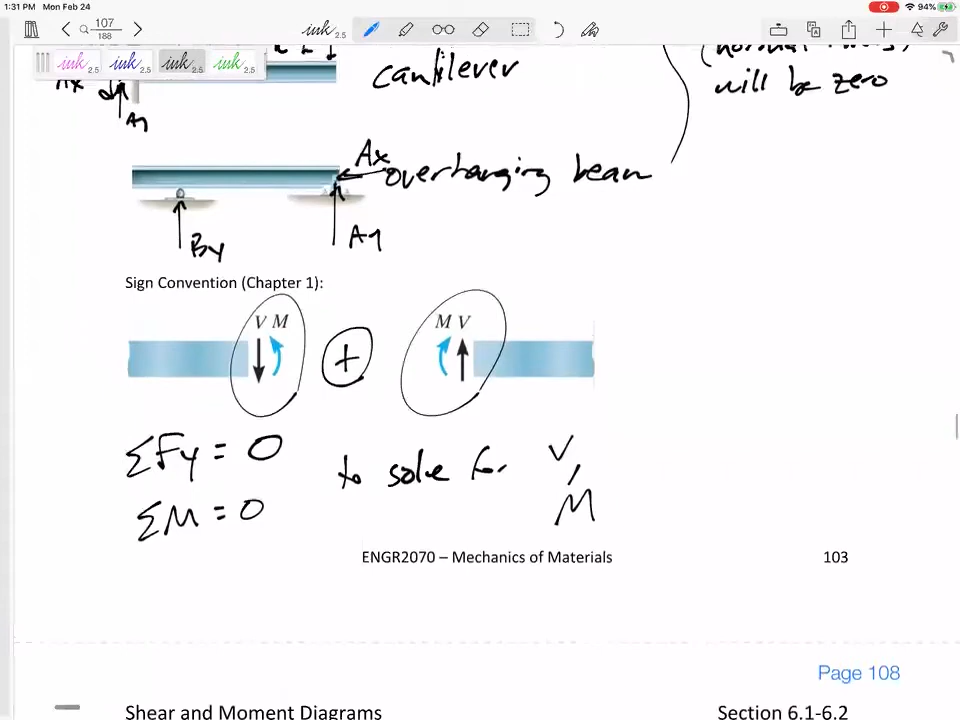 1:31 PM Mon Feb 24
94%
107
188
ink 2.5
ink 2.5 ink 2.5 ink 2.5 ink 2.5
(normal
cantilever
will be zero
Ax
Ay
Ax
overhanging beam
By
Ay
Sign Convention (Chapter 1):
V M + M V
ΣFy = 0
to solve for V,
ΣM = 0
M
ENGR2070 – Mechanics of Materials 103
Page 108
Shear and Moment Diagrams Section 6.1-6.2